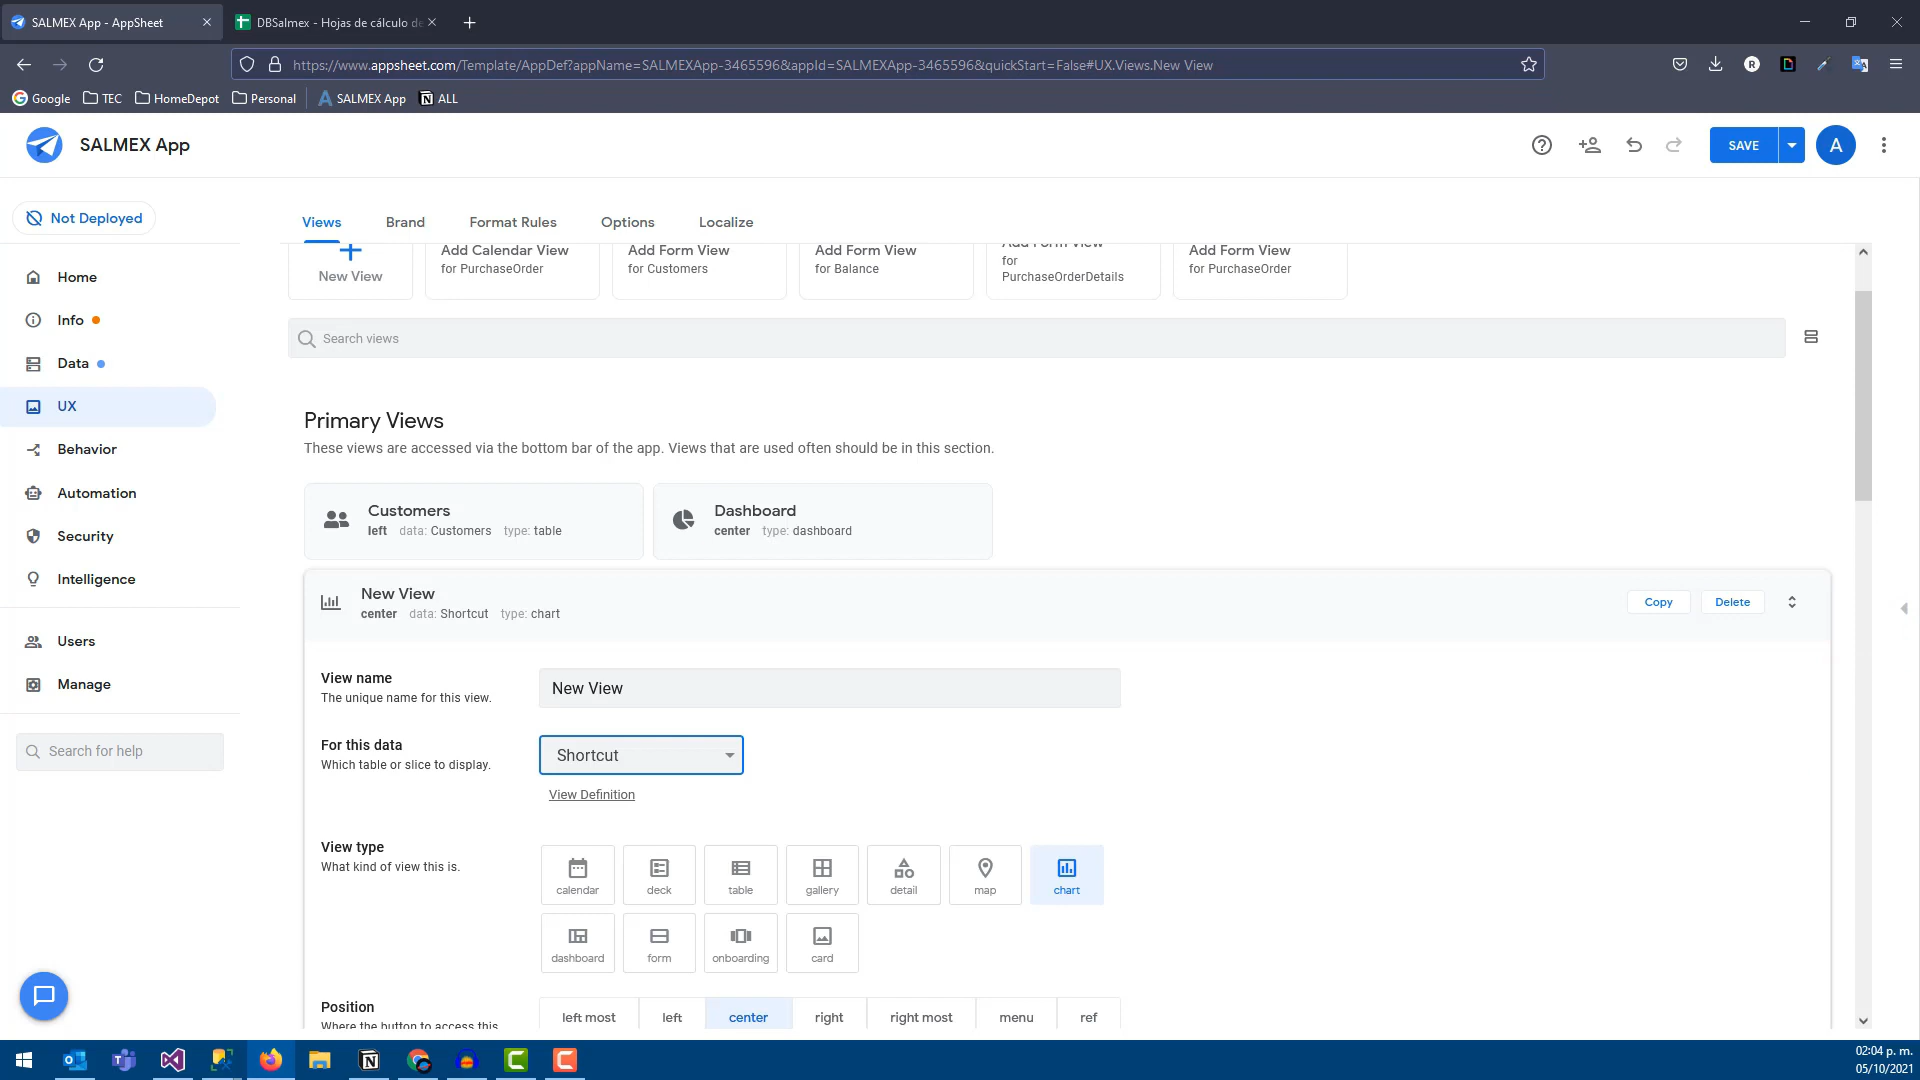 SALMEX App - AppSheet
DBSalmex - Hojas de cálculo de
https://www.appsheet.com/Template/AppDef?appName=SALMEXApp-3465596&appId=SALMEXApp-3465596&quickStart=False#UX.Views.New View
Google TEC HomeDepot Personal SALMEX App ALL
SALMEX App
SAVE
A
Not Deployed
Views Brand Format Rules Options Localize
New View
Add Calendar View
for PurchaseOrder
Add Form View
for Customers
Add Form View
for Balance
Add Form View
for
PurchaseOrderDetails
Add Form View
for PurchaseOrder
Home
Info
Data
UX
Behavior
Automation
Security
Intelligence
Users
Manage
Search for help
Search views
Primary Views
These views are accessed via the bottom bar of the app. Views that are used often should be in this section.
Customers
left data: Customers type: table
Dashboard
center type: dashboard
New View
center data: Shortcut type: chart
Copy
Delete
View name
The unique name for this view.
New View
For this data
Which table or slice to display.
Shortcut
View Definition
View type
What kind of view this is.
calendar deck table gallery detail map chart
dashboard form onboarding card
Position
Where the button to access this
left most left center right right most menu ref
02:04 p. m.
05/10/2021